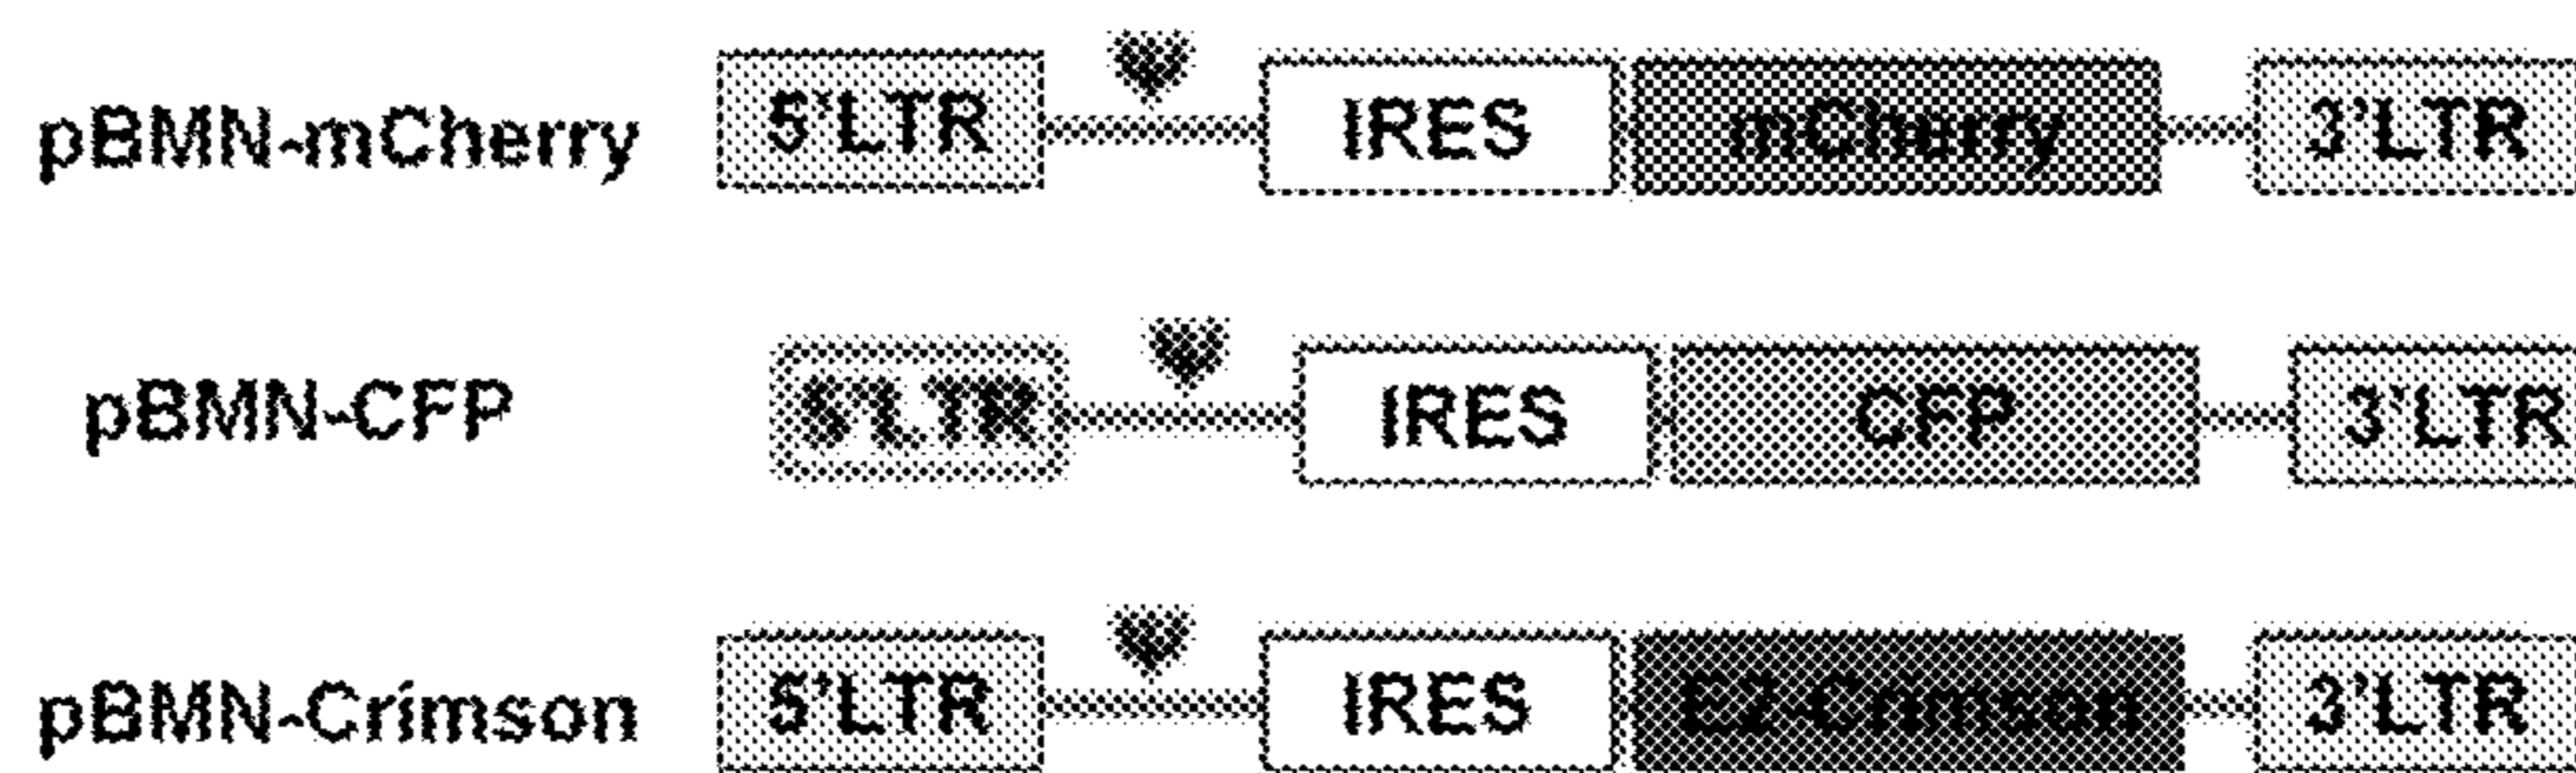 pBMN-mCherry 5'LTR IRES mCherry 3'LTR
pBMN-CFP 5'LTR IRES CFP 3'LTR
pBMN-Crimson 5'LTR IRES E2-Crimson 3'LTR